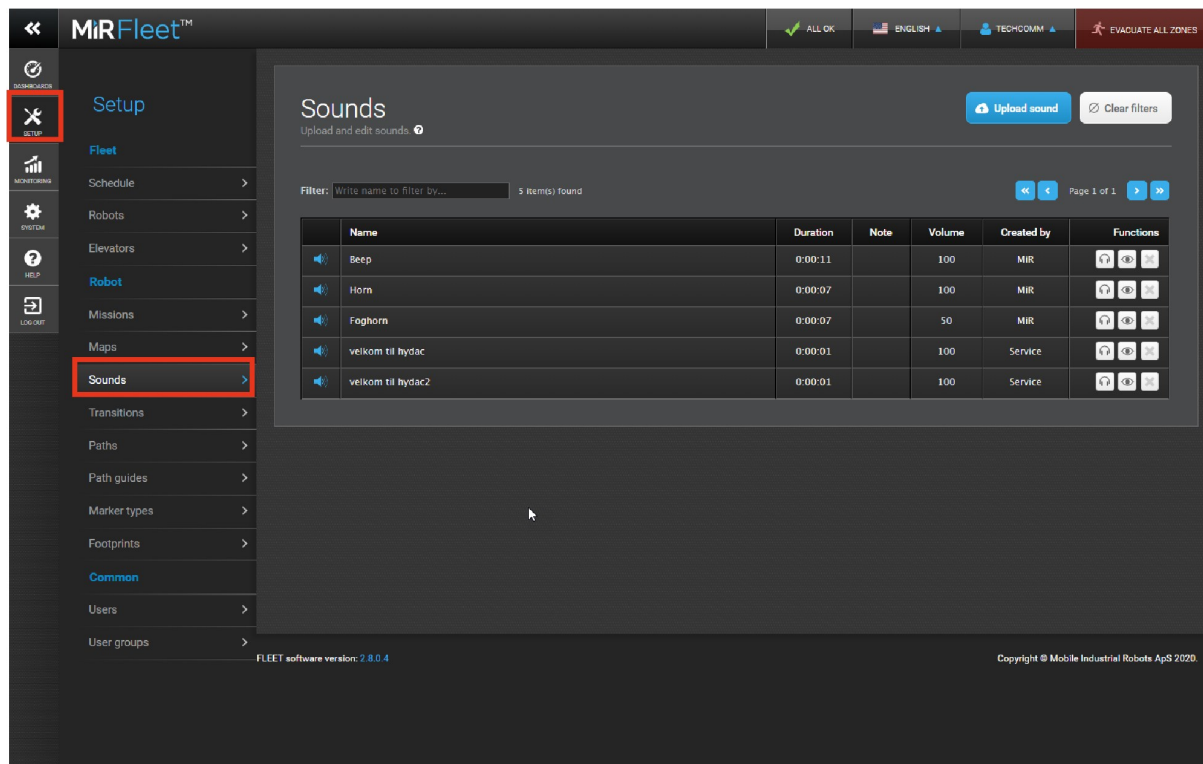 MiRFleet™
ALL OK
ENGLISH
TECHCOMM
EVACUATE ALL ZONES
DASHBOARDS
SETUP
MONITORING
SYSTEM
HELP
LOG OUT
Setup
Fleet
Schedule
Robots
Elevators
Robot
Missions
Maps
Sounds
Transitions
Paths
Path guides
Marker types
Footprints
Common
Users
User groups
Sounds
Upload and edit sounds.
Upload sound
Clear filters
Filter: Write name to filter by... 5 item(s) found
Page 1 of 1
Name Duration Note Volume Created by Functions
Beep 0:00:11 100 MiR
Horn 0:00:07 100 MiR
Foghorn 0:00:07 50 MiR
velkom til hydac 0:00:01 100 Service
velkom til hydac2 0:00:01 100 Service
FLEET software version: 2.8.0.4
Copyright © Mobile Industrial Robots ApS 2020.